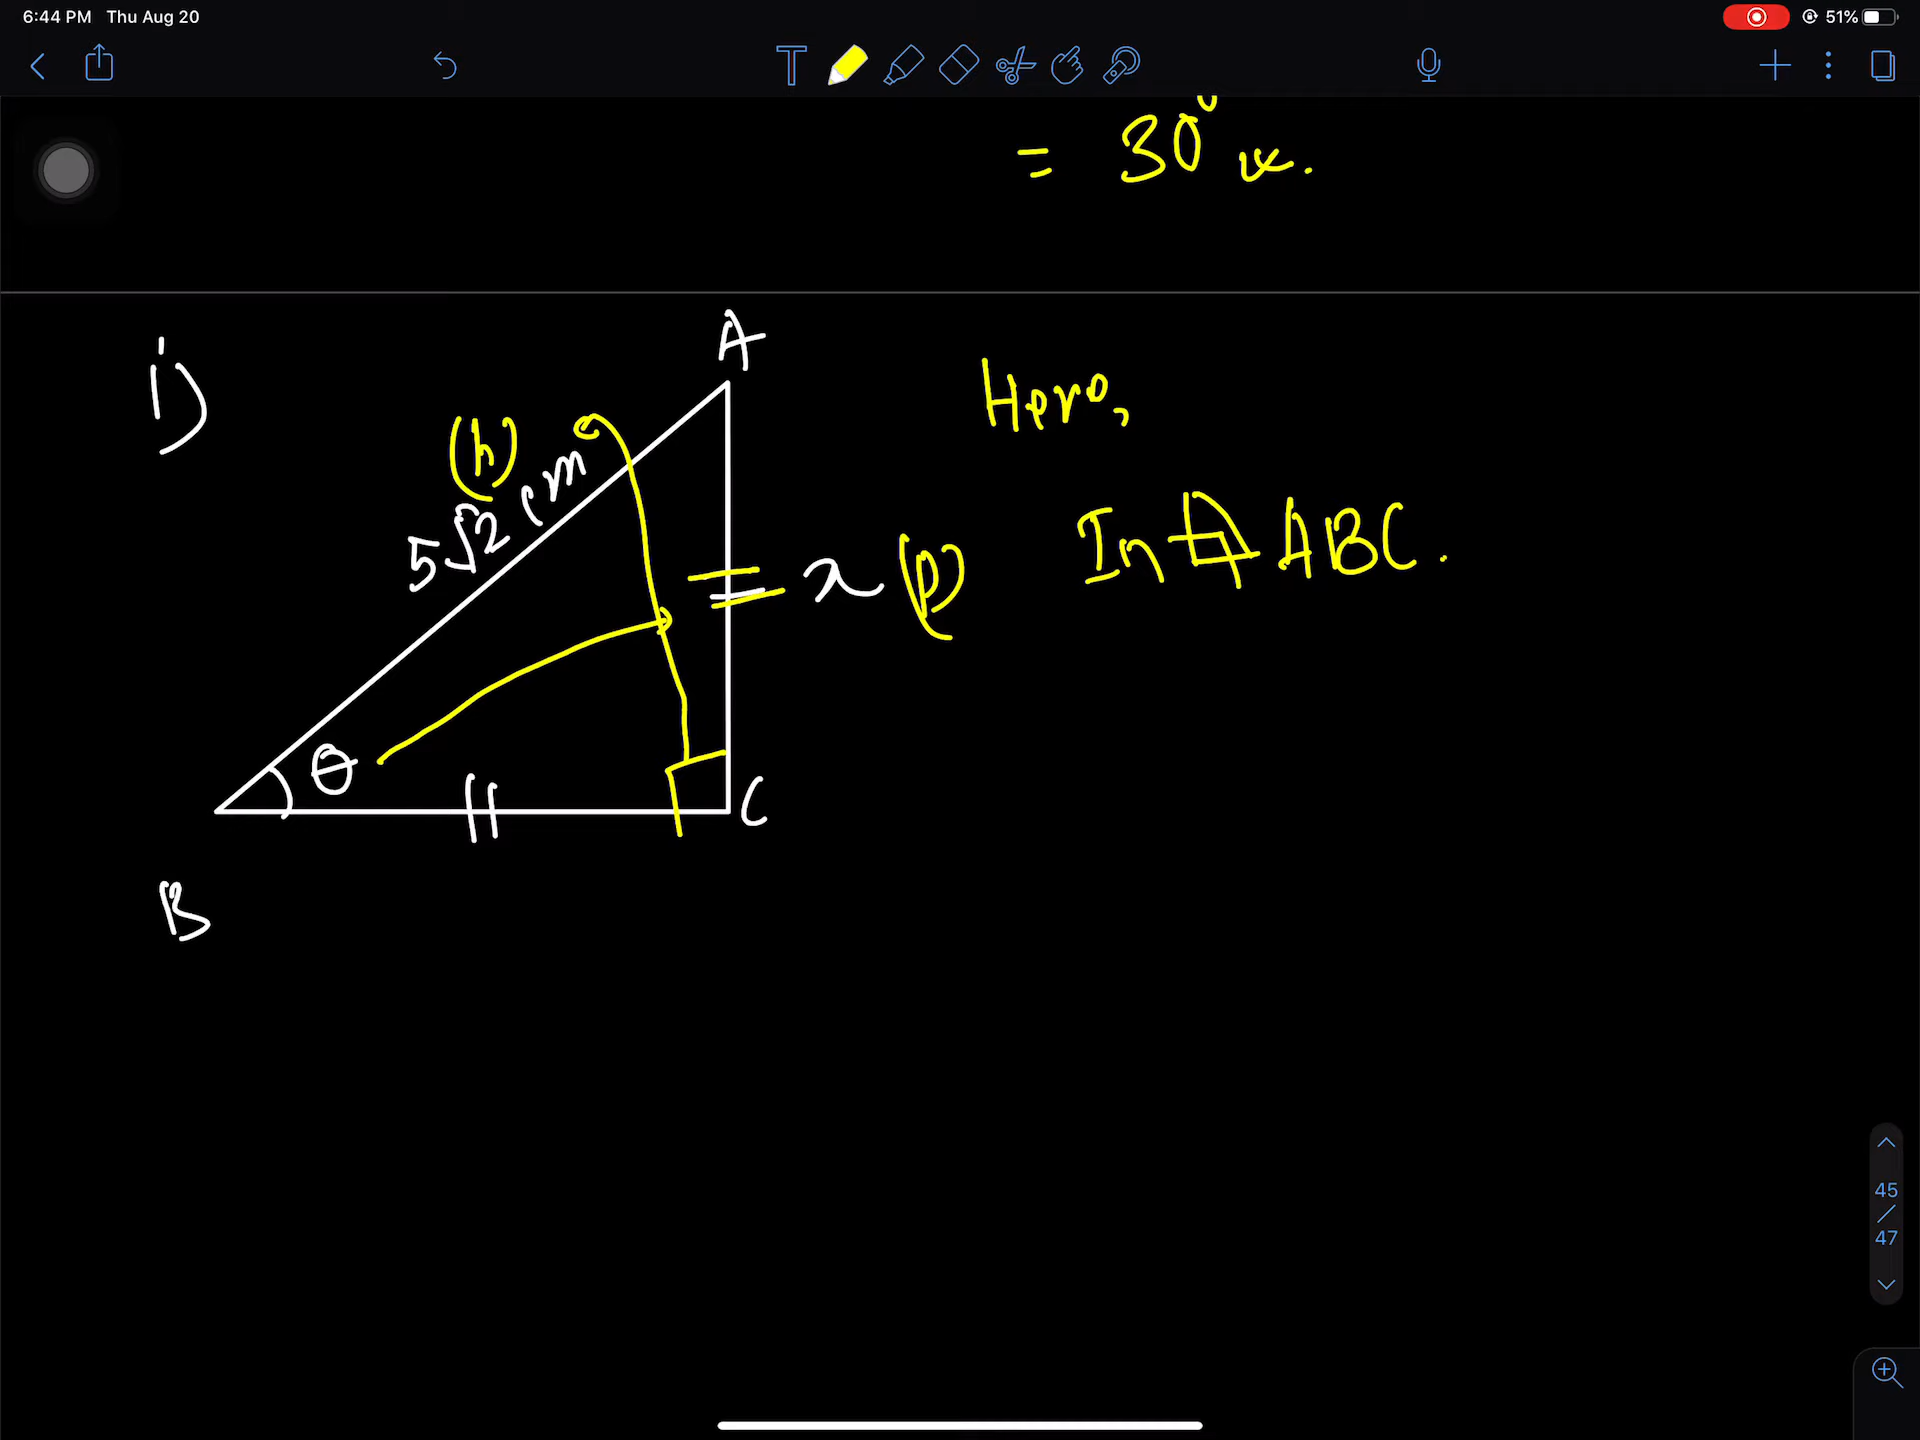 6:44 PM Thu Aug 20
51%
T
= 30°
i)
A
Here,
(h)
5√2 cm
x (p)
In ABC.
θ
C
B
45
/
47